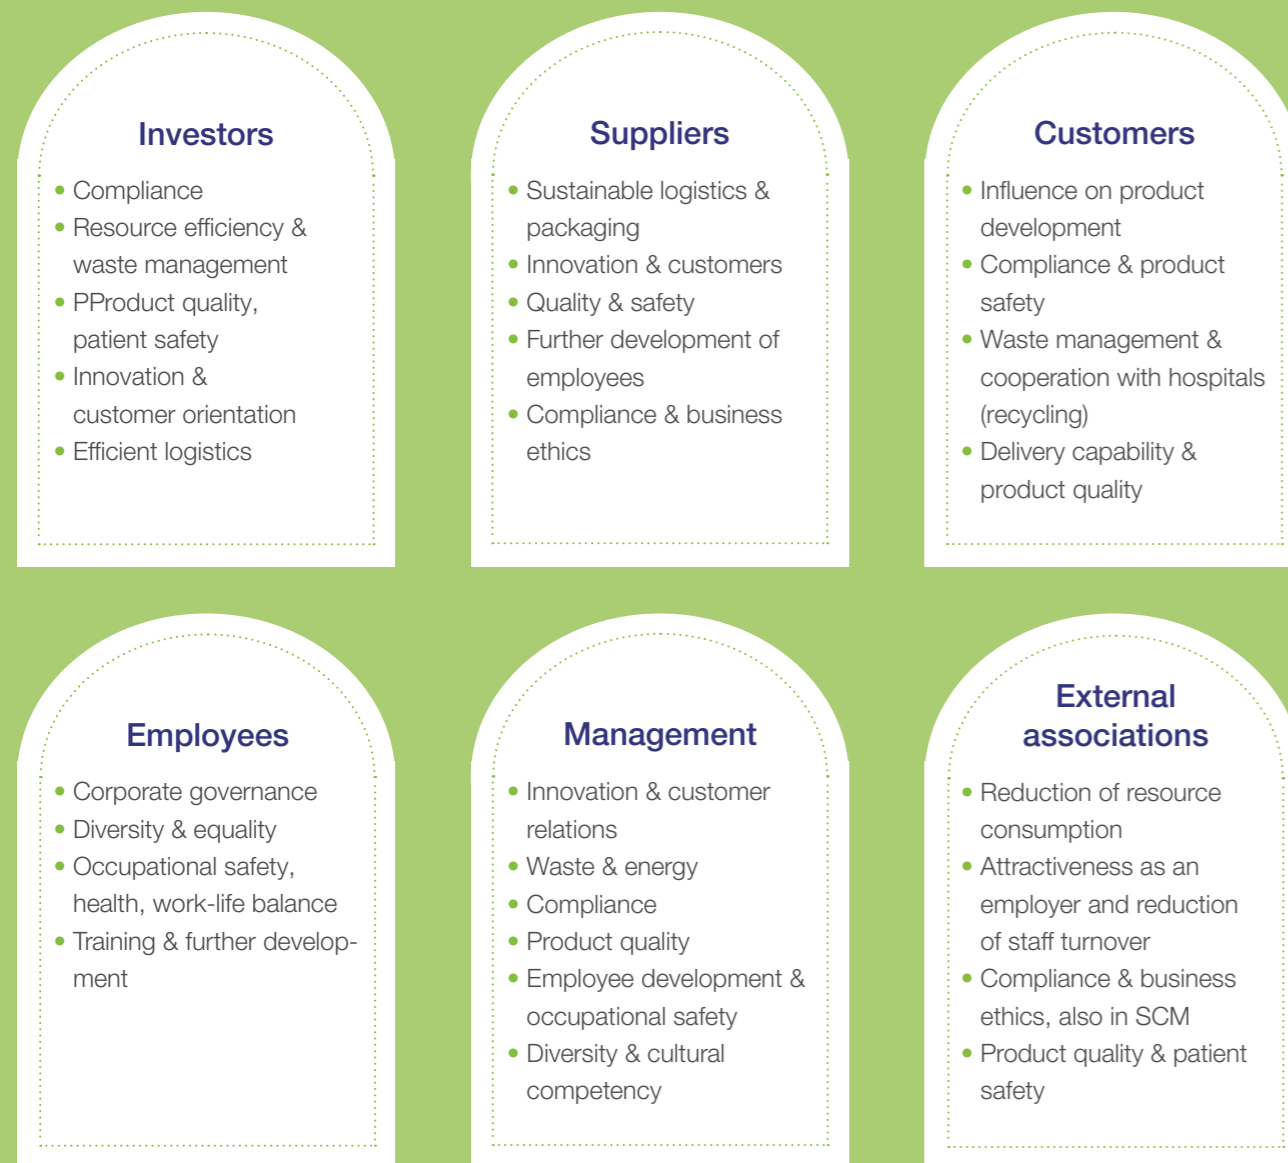 Investors
• Compliance
• Resource efficiency &
waste management
• PProduct quality,
patient safety
• Innovation &
customer orientation
• Efficient logistics
Suppliers
• Sustainable logistics &
packaging
• Innovation & customers
• Quality & safety
• Further development of
employees
• Compliance & business
ethics
Customers
• Influence on product
development
• Compliance & product
safety
• Waste management &
cooperation with hospitals
(recycling)
• Delivery capability &
product quality
Employees
• Corporate governance
• Diversity & equality
• Occupational safety,
health, work-life balance
• Training & further develop-
ment
Management
• Innovation & customer
relations
• Waste & energy
• Compliance
• Product quality
• Employee development &
occupational safety
• Diversity & cultural
competency
External
associations
• Reduction of resource
consumption
• Attractiveness as an
employer and reduction
of staff turnover
• Compliance & business
ethics, also in SCM
• Product quality & patient
safety